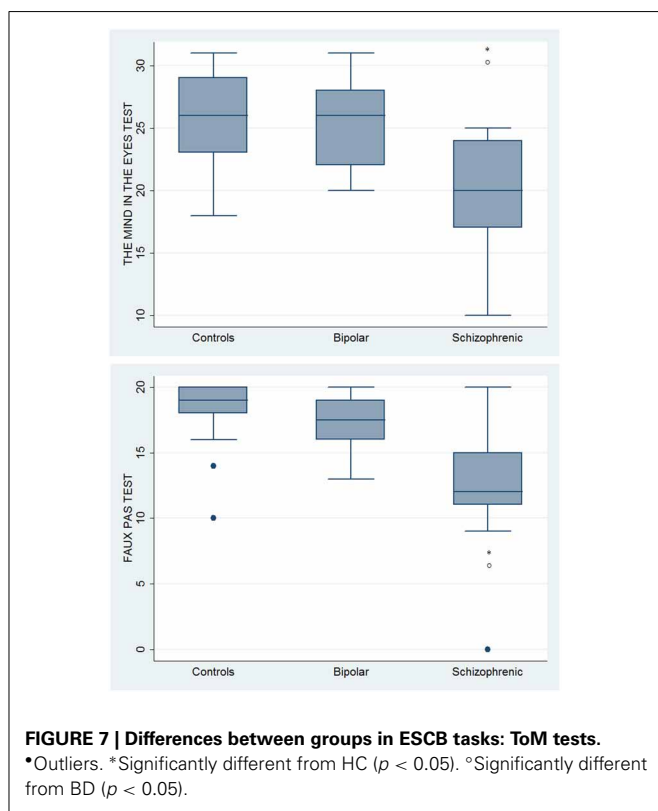 THE MIND IN THE EYES TEST
30
25
20
15
10
*
°
Controls Bipolar Schizophrenic
FAUX PAS TEST
20
15
10
5
0
*
°
Controls Bipolar Schizophrenic
FIGURE 7 | Differences between groups in ESCB tasks: ToM tests.
•Outliers. *Significantly different from HC (p < 0.05). °Significantly different
from BD (p < 0.05).